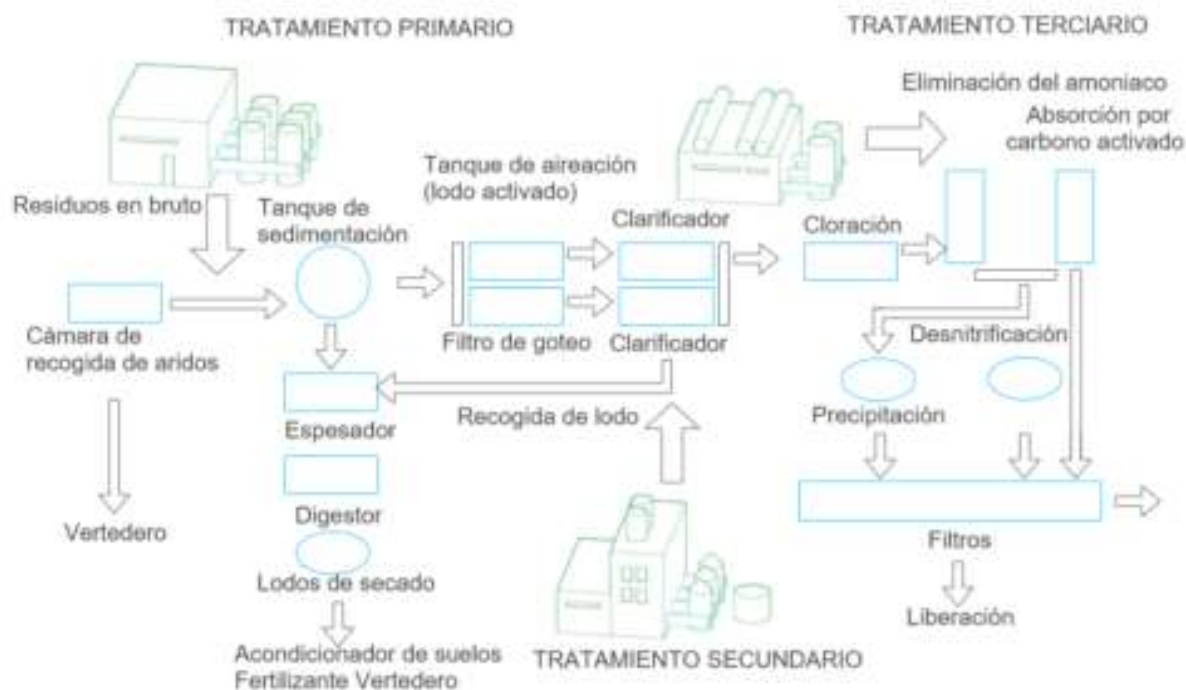 TRATAMIENTO PRIMARIO
TRATAMIENTO TERCIARIO
Eliminación del amoniaco
Absorción por
carbono activado
Tanque de aireación
(lodo activado)
Residuos en bruto
Tanque de
sedimentación
Clarificador
Cloración
Cámara de
recogida de aridos
Filtro de goteo
Clarificador
Desnitrificación
Espesador
Recogida de lodo
Precipitación
Digestor
Vertedero
Filtros
Lodos de secado
Liberación
Acondicionador de suelos
Fertilizante Vertedero
TRATAMIENTO SECUNDARIO